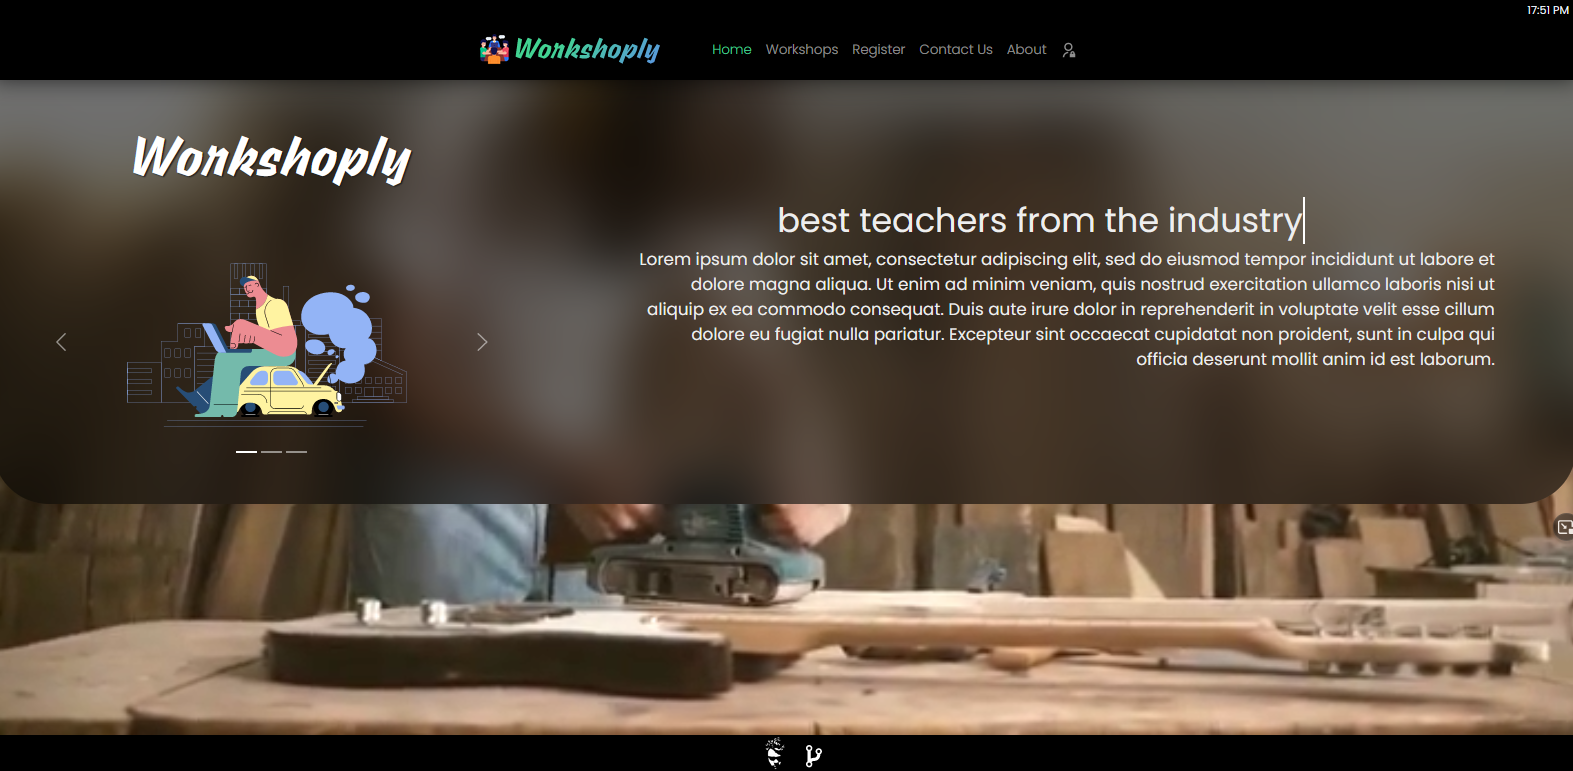 17:51 PM
Workshoply
Home Workshops Register Contact Us About
Workshoply
best teachers from the industry
Lorem ipsum dolor sit amet, consectetur adipiscing elit, sed do eiusmod tempor incididunt ut labore et
dolore magna aliqua. Ut enim ad minim veniam, quis nostrud exercitation ullamco laboris nisi ut
aliquip ex ea commodo consequat. Duis aute irure dolor in reprehenderit in voluptate velit esse cillum
dolore eu fugiat nulla pariatur. Excepteur sint occaecat cupidatat non proident, sunt in culpa qui
officia deserunt mollit anim id est laborum.